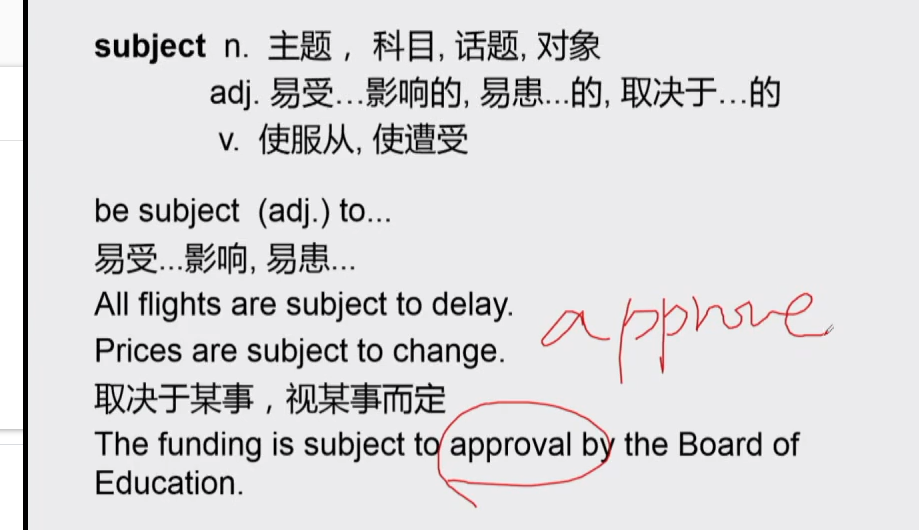 subject n. 主题，科目, 话题, 对象
adj. 易受…影响的, 易患...的, 取决于…的
v. 使服从, 使遭受
be subject (adj.) to...
易受...影响, 易患...
All flights are subject to delay.
approve
Prices are subject to change.
取决于某事，视某事而定
The funding is subject to approval by the Board of
Education.